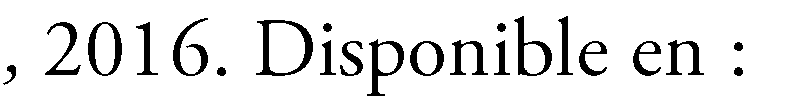 , 2016. Disponible en :